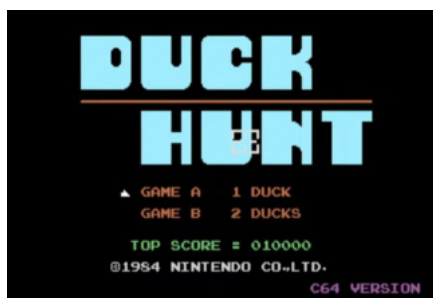 DUCK
HUNT
GAME A 1 DUCK
GAME B 2 DUCKS
TOP SCORE = 010000
©1984 NINTENDO CO.,LTD.
C64 VERSION